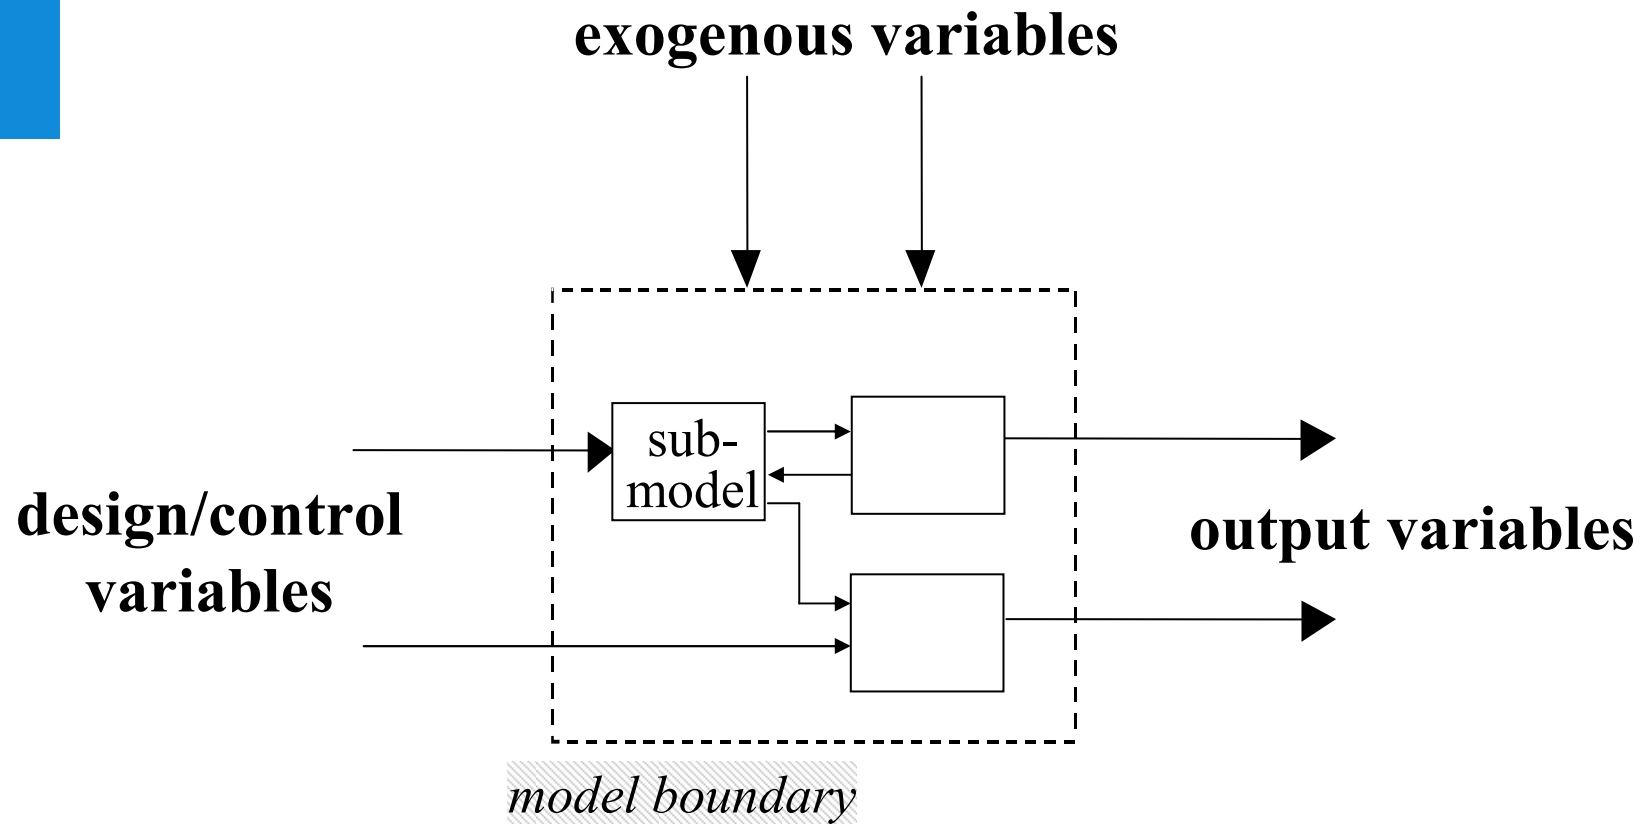 exogenous variables
sub-
model
design/control
variables
output variables
model boundary